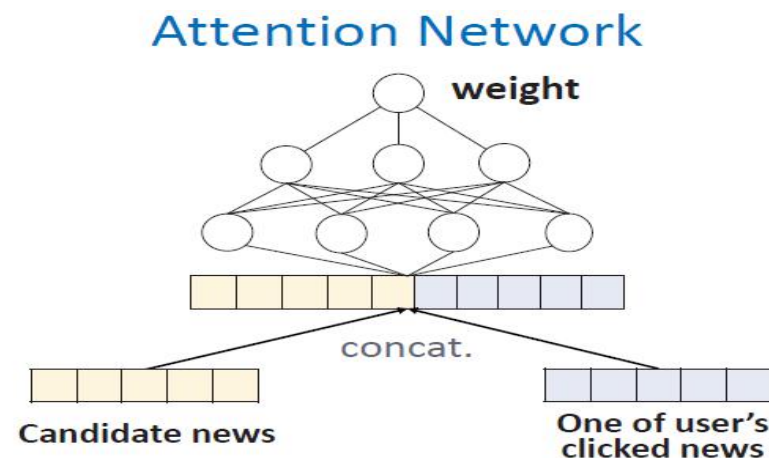 Attention Network
weight
concat.
Candidate news
One of user's
clicked news